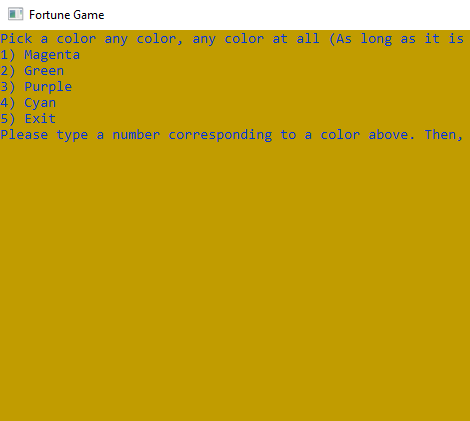 Fortune Game
Pick a color any color, any color at all (As long as it is
1) Magenta
2) Green
3) Purple
4) Cyan
5) Exit
Please type a number corresponding to a color above. Then,